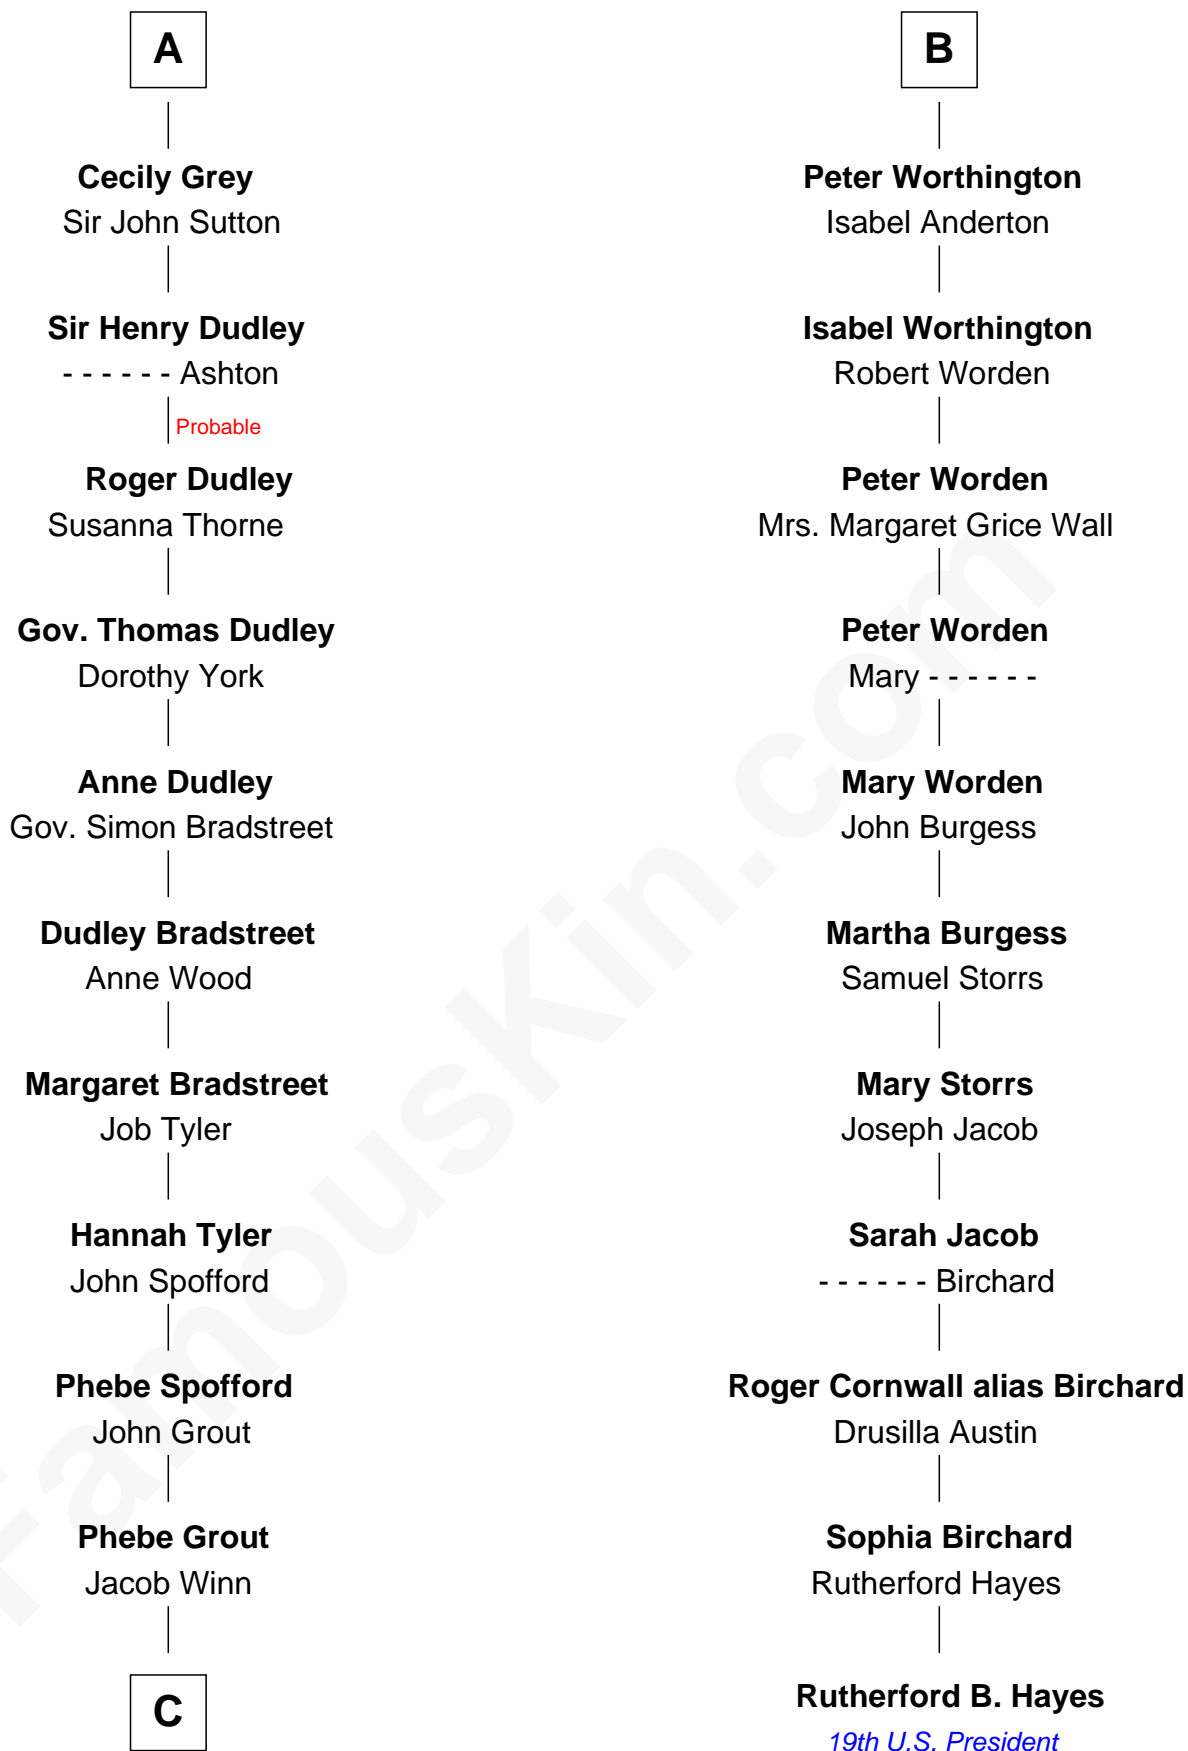 A
Cecily Grey
Sir John Sutton
Sir Henry Dudley
- - - - - - Ashton
Probable
Roger Dudley
Susanna Thorne
Gov. Thomas Dudley
Dorothy York
Anne Dudley
Gov. Simon Bradstreet
Dudley Bradstreet
Anne Wood
Margaret Bradstreet
Job Tyler
Hannah Tyler
John Spofford
Phebe Spofford
John Grout
Phebe Grout
Jacob Winn
C
B
Peter Worthington
Isabel Anderton
Isabel Worthington
Robert Worden
Peter Worden
Mrs. Margaret Grice Wall
Peter Worden
Mary - - - - - -
Mary Worden
John Burgess
Martha Burgess
Samuel Storrs
Mary Storrs
Joseph Jacob
Sarah Jacob
- - - - - - Birchard
Roger Cornwall alias Birchard
Drusilla Austin
Sophia Birchard
Rutherford Hayes
Rutherford B. Hayes
19th U.S. President
FamousKin.com